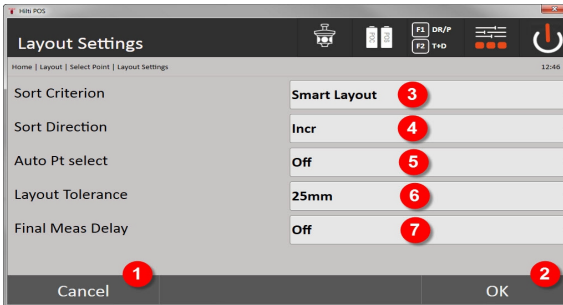 Hilti POS
Layout Settings
POC
POS
F1 DR/P
F2 T+D
Home | Layout | Select Point | Layout Settings
12:46
Sort Criterion
Smart Layout
3
Sort Direction
Incr
4
Auto Pt select
Off
5
Layout Tolerance
25mm
6
Final Meas Delay
Off
7
1
2
Cancel
OK